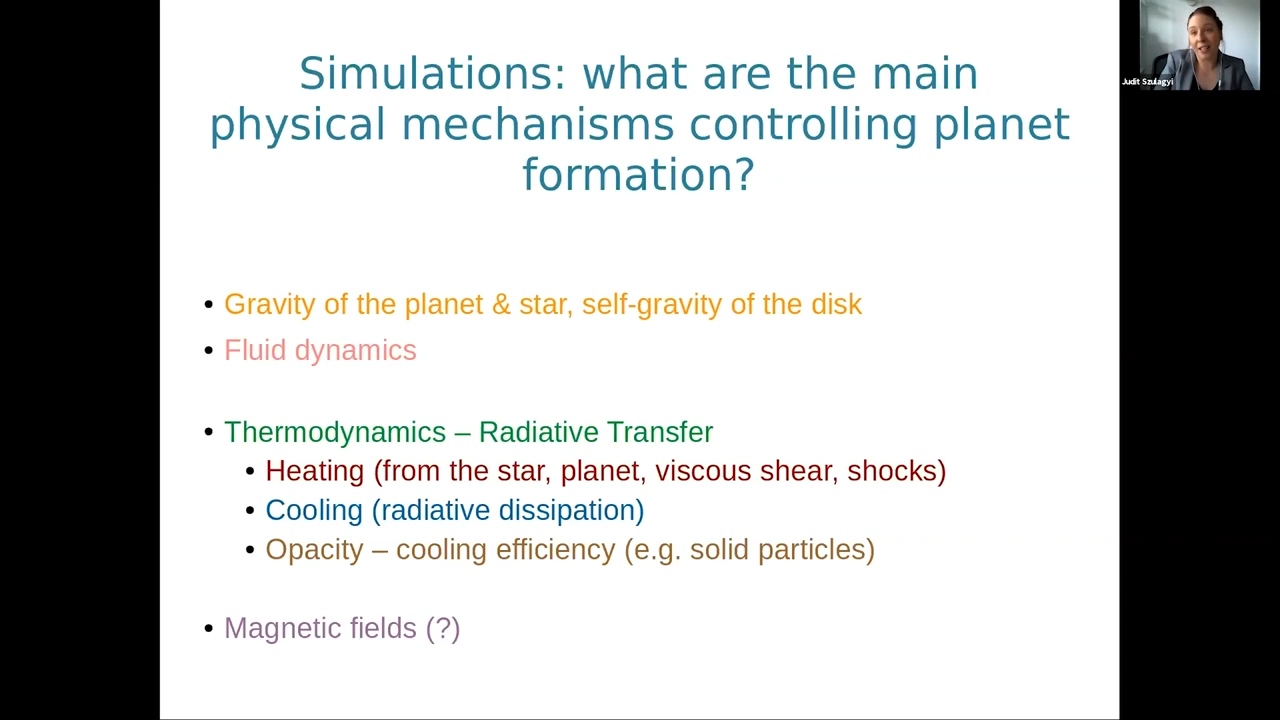 Simulations: what are the main
physical mechanisms controlling planet
formation?
Judit Szulagyi
• Gravity of the planet & star, self-gravity of the disk
• Fluid dynamics
• Thermodynamics – Radiative Transfer
• Heating (from the star, planet, viscous shear, shocks)
• Cooling (radiative dissipation)
• Opacity – cooling efficiency (e.g. solid particles)
• Magnetic fields (?)